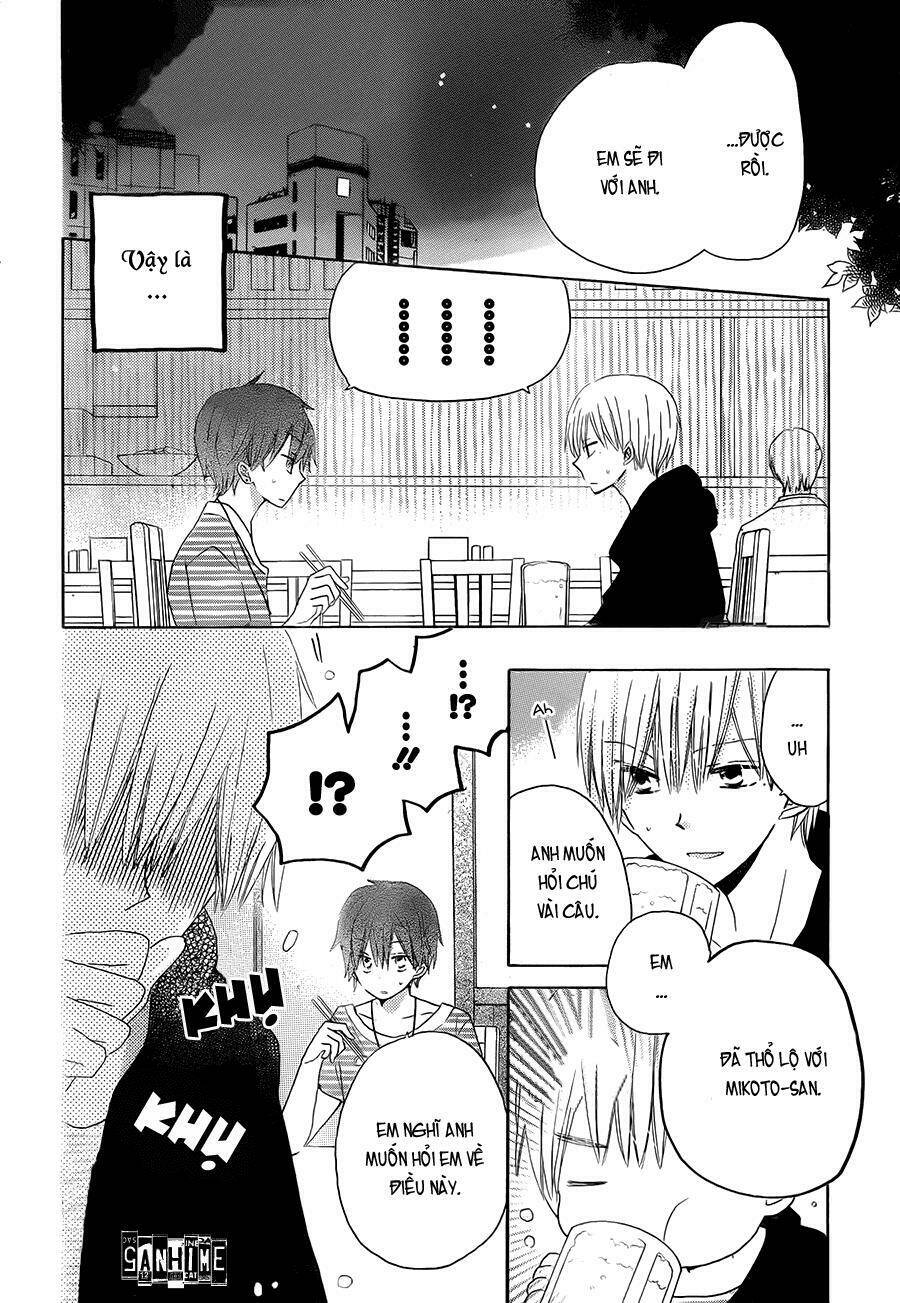 ...ĐƯỢC
RỒI.
EM SẼ ĐI
VỚI ANH.
Vậy là
...
...
UH
Ah
ANH MUỐN
HỎI CHÚ
VÀI CÂU.
...
!?
...
!!
!?
EM
...
ĐÃ THỔ LỘ VỚI
MIKOTO-SAN.
EM NGHĨ ANH
MUỐN HỎI EM VỀ
ĐIỀU NÀY.
KHỤ
KHỤ
SANHIME